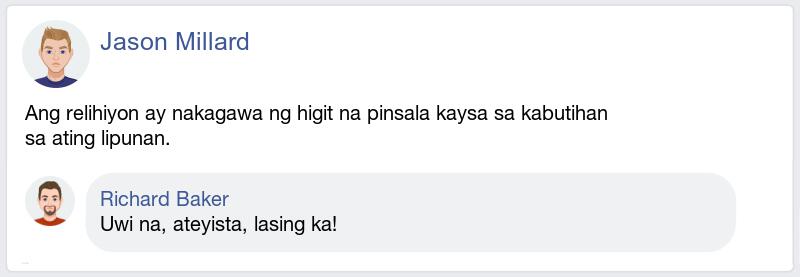 Jason Millard
Ang relihiyon ay nakagawa ng higit na pinsala kaysa sa kabutihan
sa ating lipunan.
Richard Baker
Uwi na, ateyista, lasing ka!